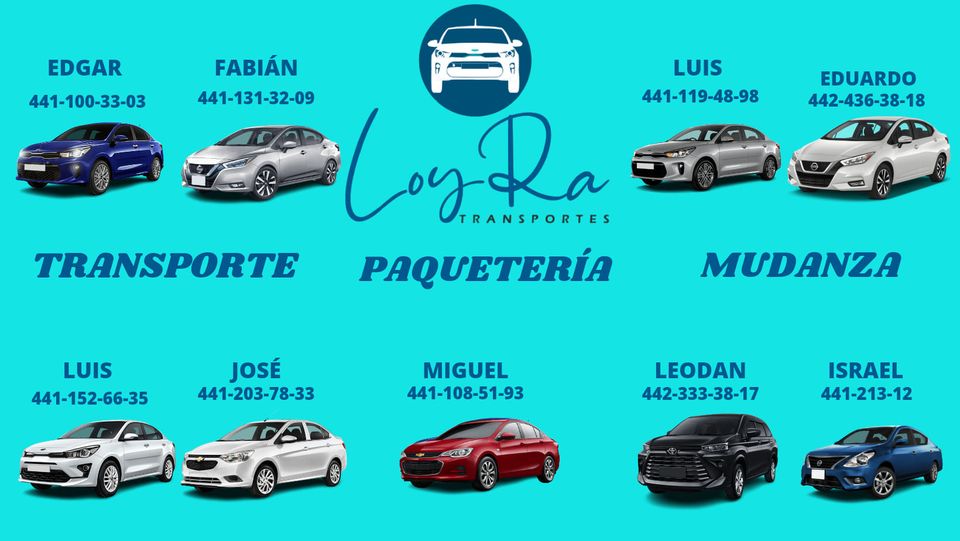 EDGAR
441-100-33-03
FABIÁN
441-131-32-09
LoyRa
TRANSPORTES
LUIS
441-119-48-98
EDUARDO
442-436-38-18
TRANSPORTE
PAQUETERÍA
MUDANZA
LUIS
441-152-66-35
JOSÉ
441-203-78-33
MIGUEL
441-108-51-93
LEODAN
442-333-38-17
ISRAEL
441-213-12